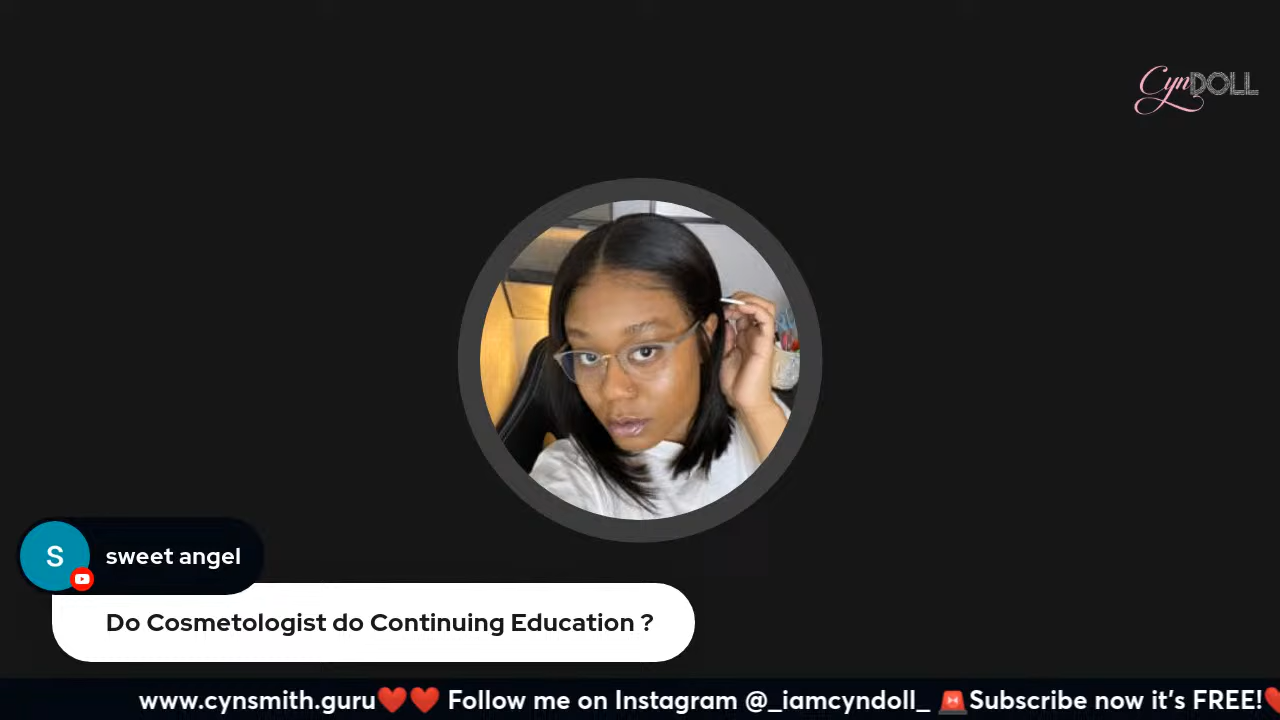 CynDOLL
S
sweet angel
Do Cosmetologist do Continuing Education ?
www.cynsmith.guru❤️❤️ Follow me on Instagram @_iamcyndoll_ 🚨Subscribe now it's FREE!❤️